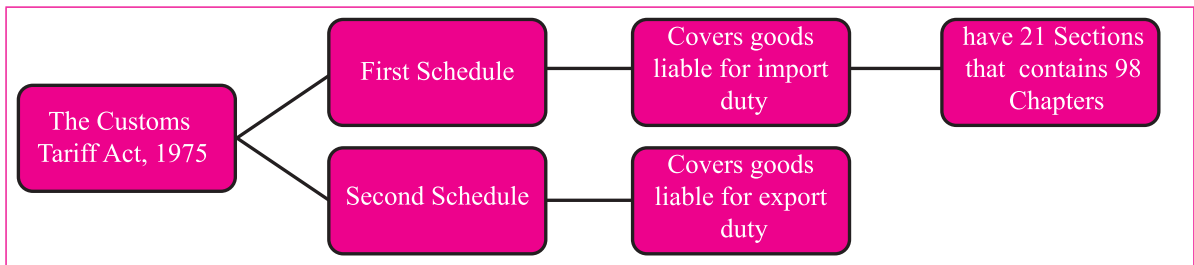 The Customs
Tariff Act, 1975
First Schedule
Covers goods
liable for import
duty
have 21 Sections
that contains 98
Chapters
Second Schedule
Covers goods
liable for export
duty